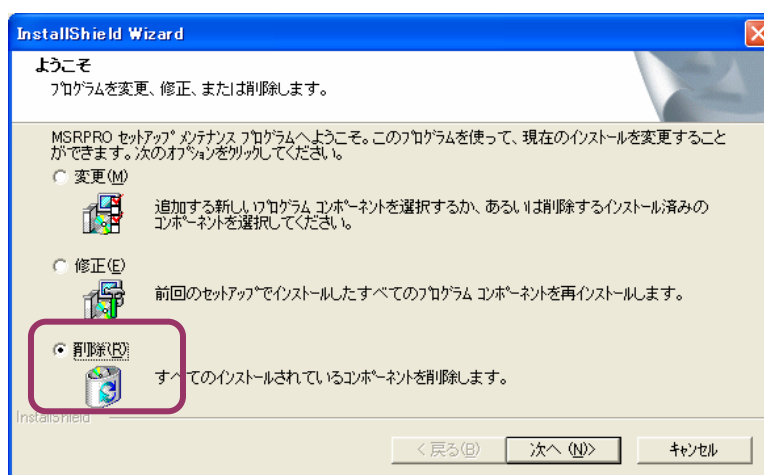 InstallShield Wizard
ようこそ
プログラムを変更、修正、または削除します。
MSRPRO セットアップ メンテナンス プログラムへようこそ。このプログラムを使って、現在のインストールを変更すること
ができます。次のオプションをクリックしてください。
変更(M)
追加する新しいプログラム コンポーネントを選択するか、あるいは削除するインストール済みの
コンポーネントを選択してください。
修正(E)
前回のセットアップでインストールしたすべてのプログラム コンポーネントを再インストールします。
削除(R)
すべてのインストールされているコンポーネントを削除します。
InstallShield
< 戻る(B)
次へ (N)>
キャンセル